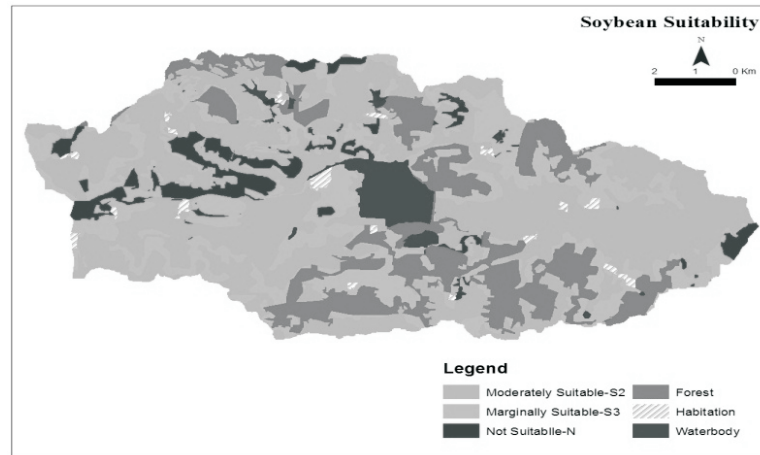 Soybean Suitability
N
2 1 0 Km
Legend
Moderately Suitable-S2
Marginally Suitable-S3
Not Suitablle-N
Forest
Habitation
Waterbody